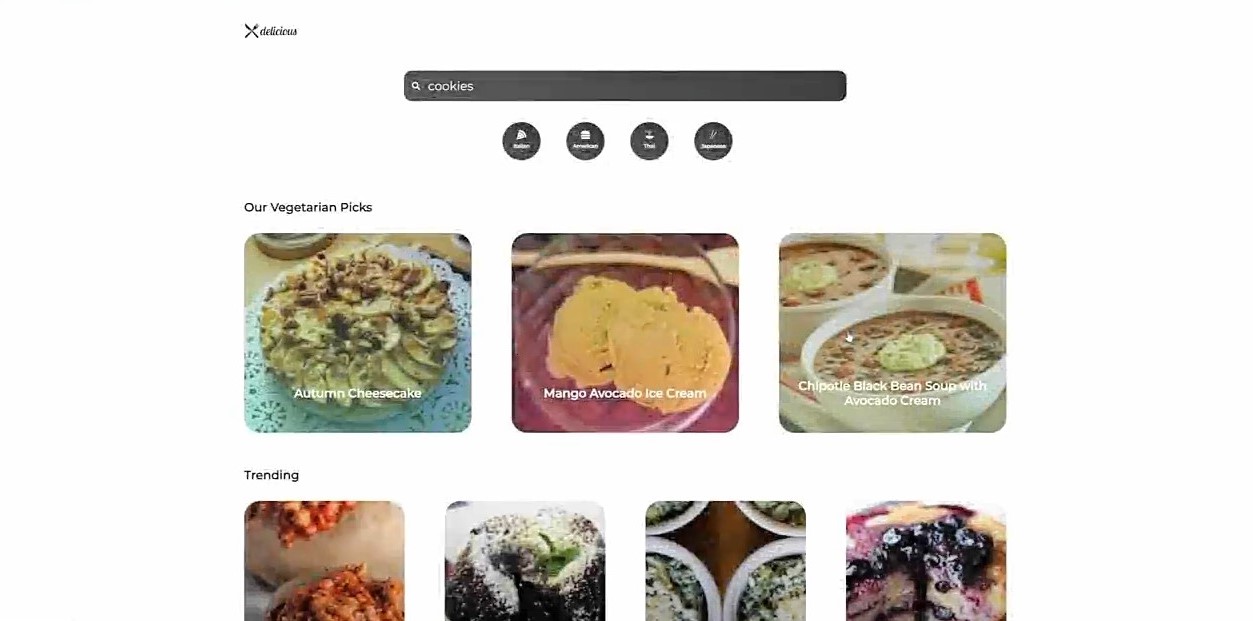 delicious
cookies
Italian
American
Thai
Japanese
Our Vegetarian Picks
Autumn Cheesecake
Mango Avocado Ice Cream
Chipotle Black Bean Soup with
Avocado Cream
Trending